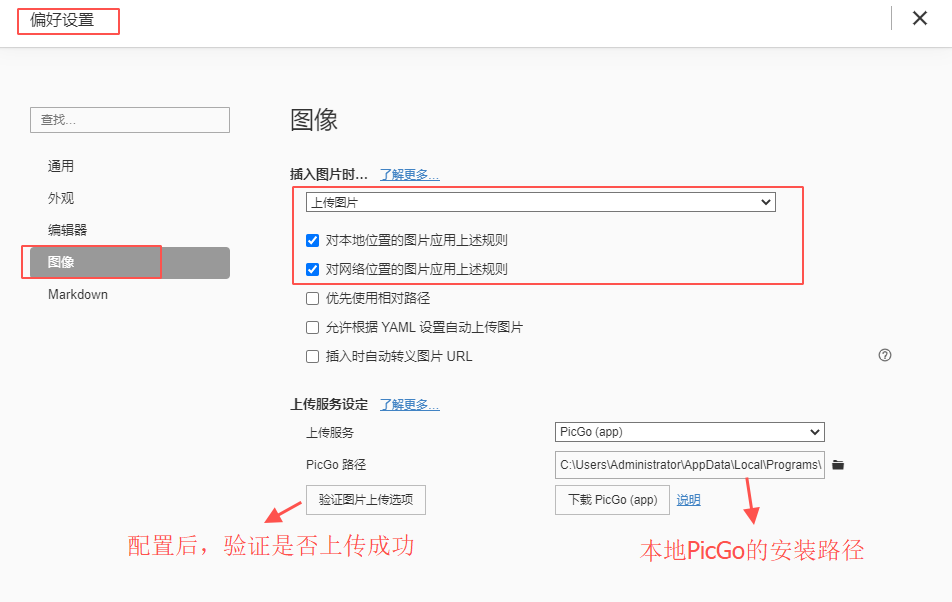 偏好设置
查找...
通用
外观
编辑器
图像
Markdown
图像
插入图片时... 了解更多...
上传图片
对本地位置的图片应用上述规则
对网络位置的图片应用上述规则
优先使用相对路径
允许根据 YAML 设置自动上传图片
插入时自动转义图片 URL
上传服务设定 了解更多...
上传服务 PicGo (app)
PicGo 路径 C:\Users\Administrator\AppData\Local\Programs\
验证图片上传选项 下载 PicGo (app) 说明
配置后，验证是否上传成功
本地PicGo的安装路径